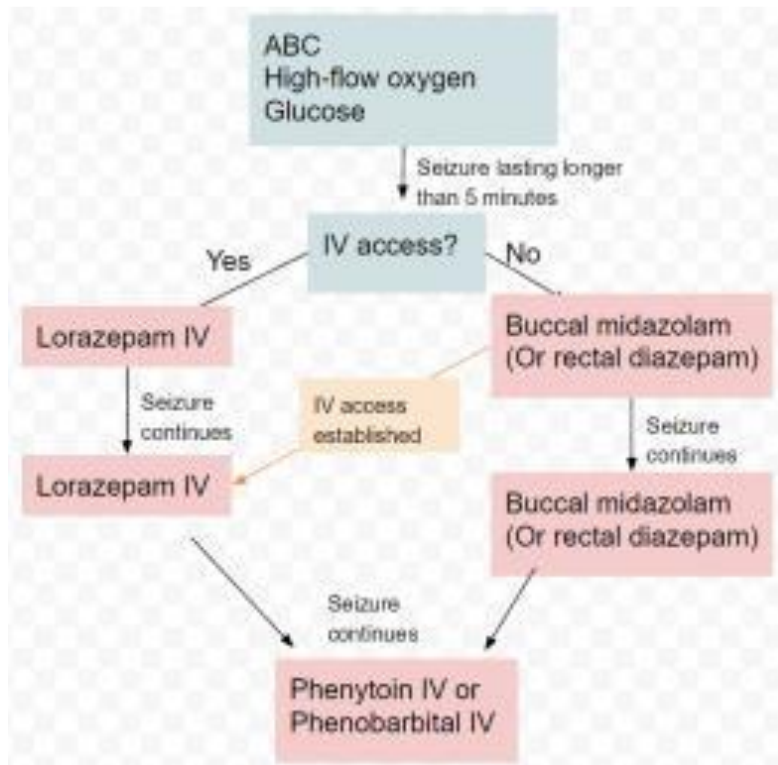 ABC
High-flow oxygen
Glucose
Seizure lasting longer
than 5 minutes
IV access?
Yes
No
Lorazepam IV
Buccal midazolam
(Or rectal diazepam)
Seizure
continues
IV access
established
Seizure
continues
Lorazepam IV
Buccal midazolam
(Or rectal diazepam)
Seizure
continues
Phenytoin IV or
Phenobarbital IV